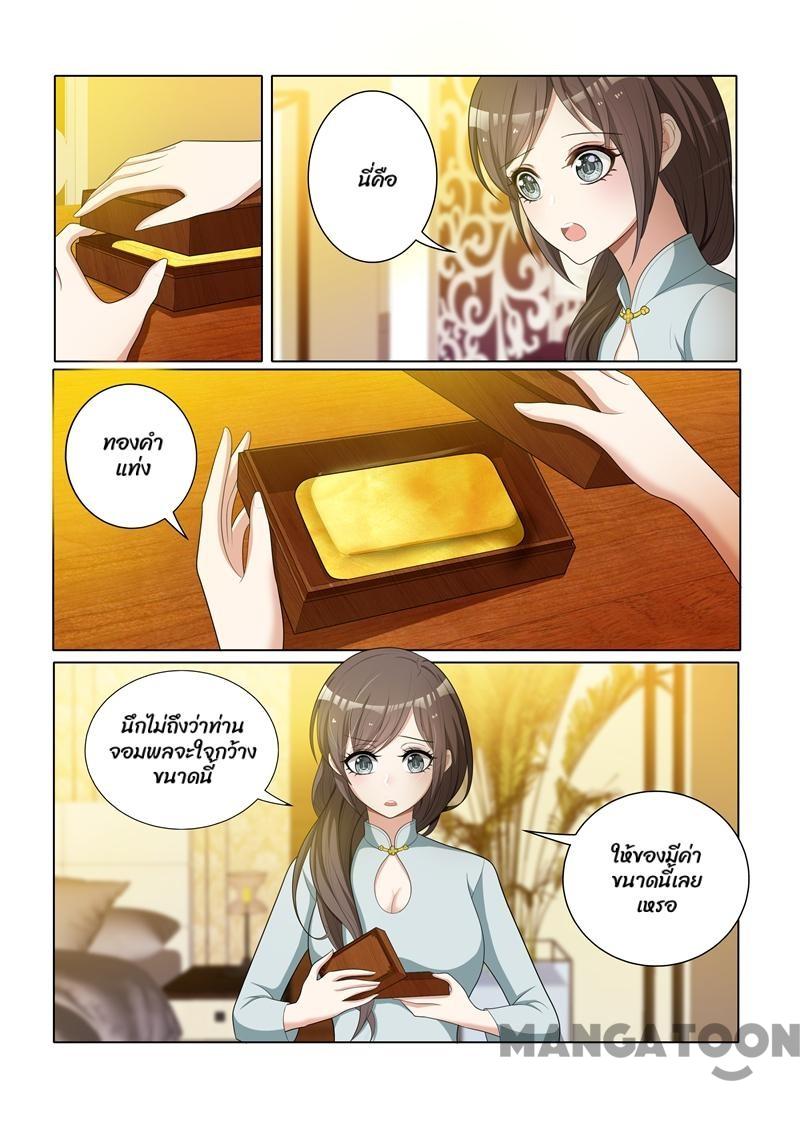 นี่คือ
ทองคำ
แท่ง
นึกไม่ถึงว่าท่าน
จอมพลจะใจกว้าง
ขนาดนี้
ให้ของมีค่า
ขนาดนี้เลย
เหรอ
MANGATOON